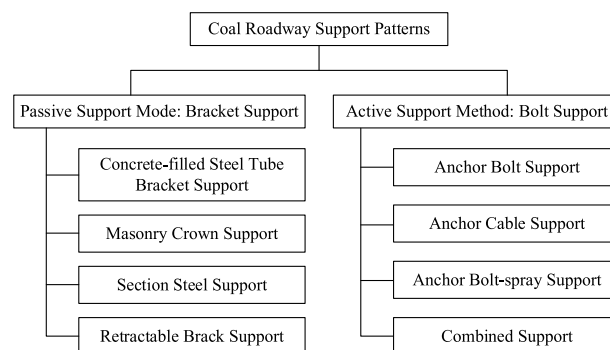 Coal Roadway Support Patterns
Passive Support Mode: Bracket Support
Concrete-filled Steel Tube
Bracket Support
Masonry Crown Support
Section Steel Support
Retractable Brack Support
Active Support Method: Bolt Support
Anchor Bolt Support
Anchor Cable Support
Anchor Bolt-spray Support
Combined Support